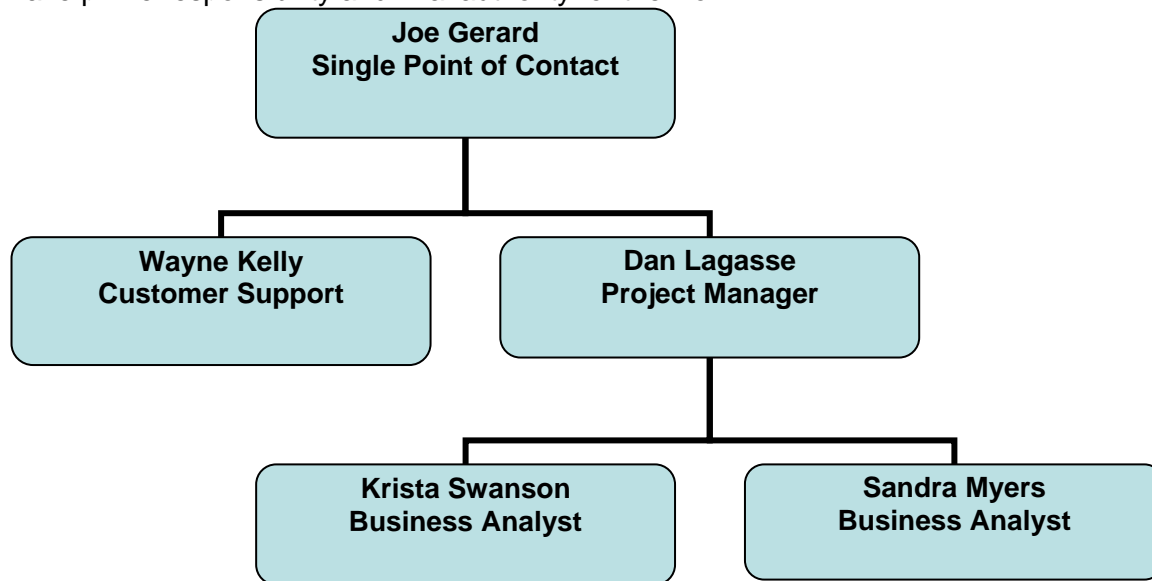 responsibility
Joe Gerard
Single Point of Contact
Wayne Kelly
Customer Support
Dan Lagasse
Project Manager
Krista Swanson
Business Analyst
Sandra Myers
Business Analyst